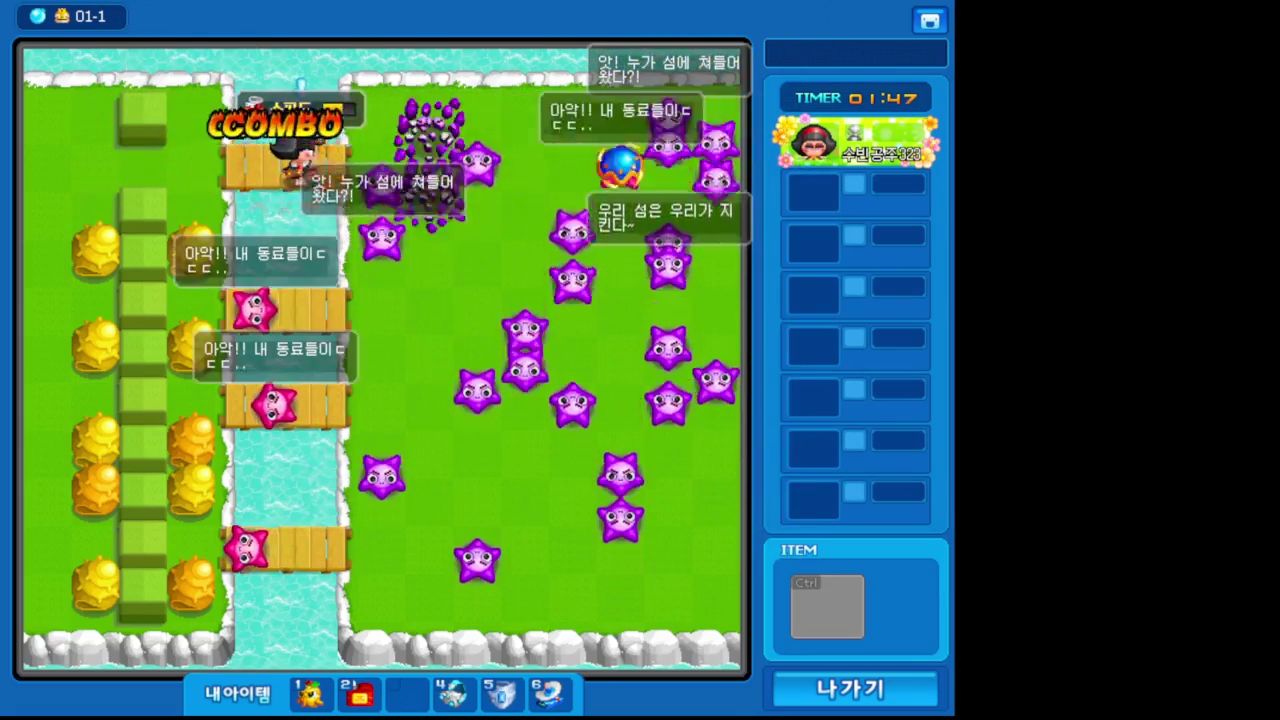 01-1
앗! 누가 섬에 쳐들어
왔다?!
아악!! 내 동료들이ㄷ
ㄷㄷ..
COMBO
앗! 누가 섬에 쳐들어
왔다?!
우리 섬은 우리가 지
킨다~
아악!! 내 동료들이ㄷ
ㄷㄷ..
아악!! 내 동료들이ㄷ
ㄷㄷ..
TIMER 01:47
수빈공주323
ITEM
Ctrl
내아이템
1
2
4
5
6
나가기